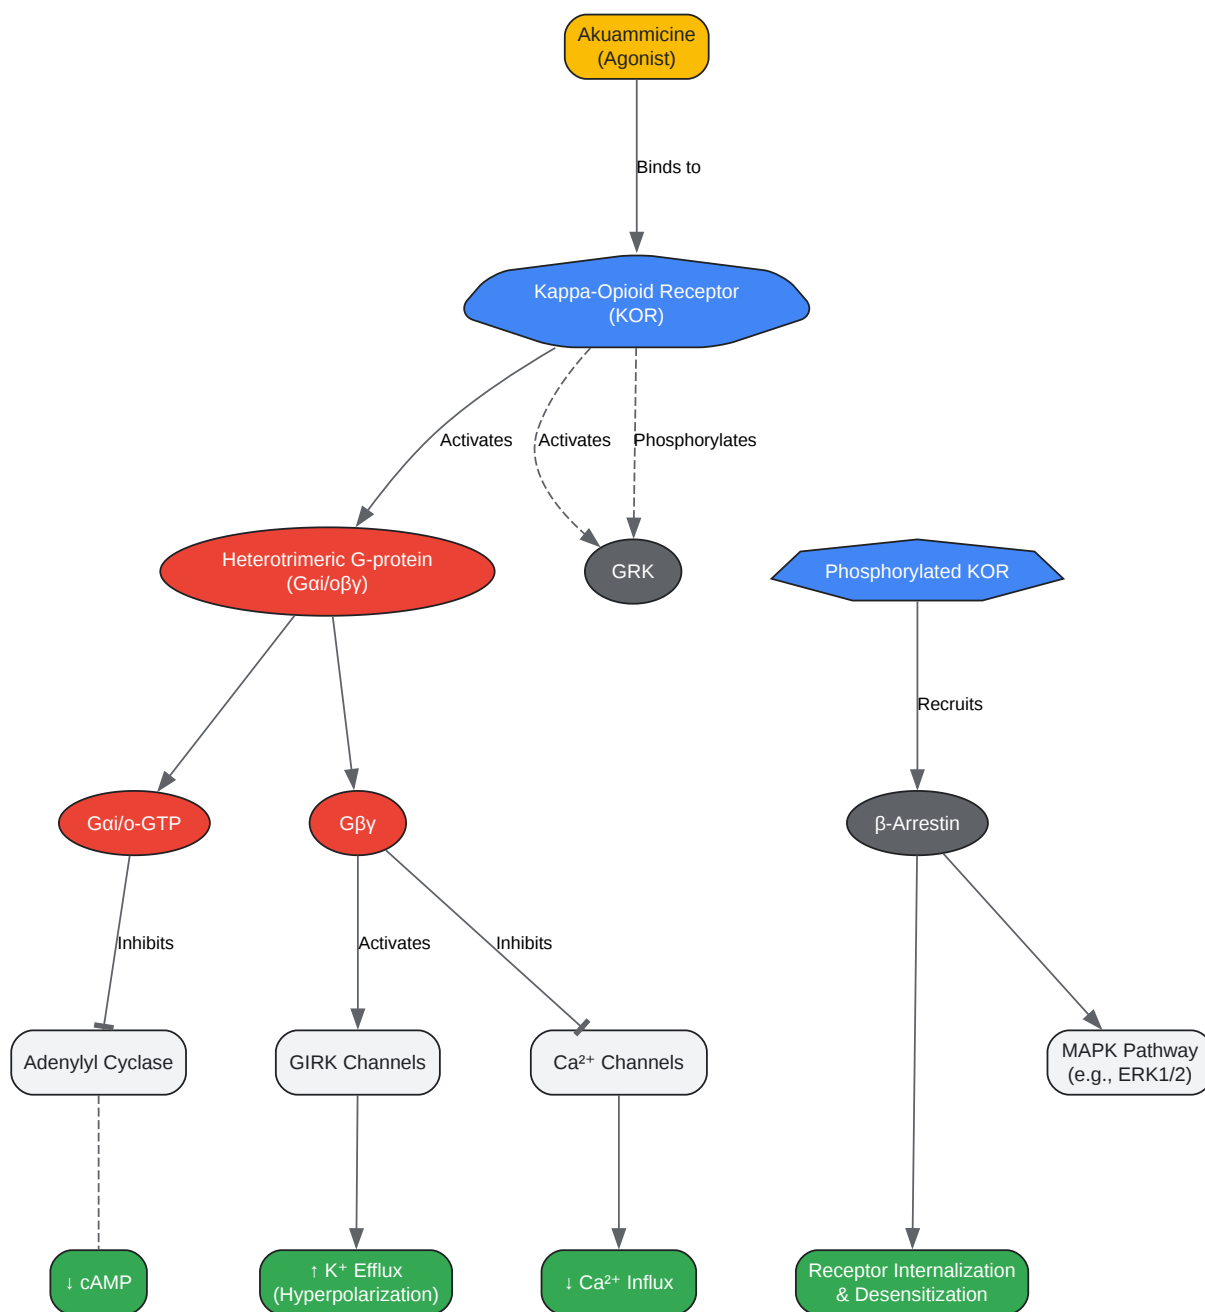 Akuammicine
(Agonist)
Binds to
Kappa-Opioid Receptor
(KOR)
Activates
Activates
Phosphorylates
Heterotrimeric G-protein
(Gαi/oβγ)
GRK
Phosphorylated KOR
Recruits
Gαi/o-GTP
Gβγ
β-Arrestin
Inhibits
Activates
Inhibits
Adenylyl Cyclase
GIRK Channels
Ca²⁺ Channels
MAPK Pathway
(e.g., ERK1/2)
↓ cAMP
↑ K⁺ Efflux
(Hyperpolarization)
↓ Ca²⁺ Influx
Receptor Internalization
& Desensitization